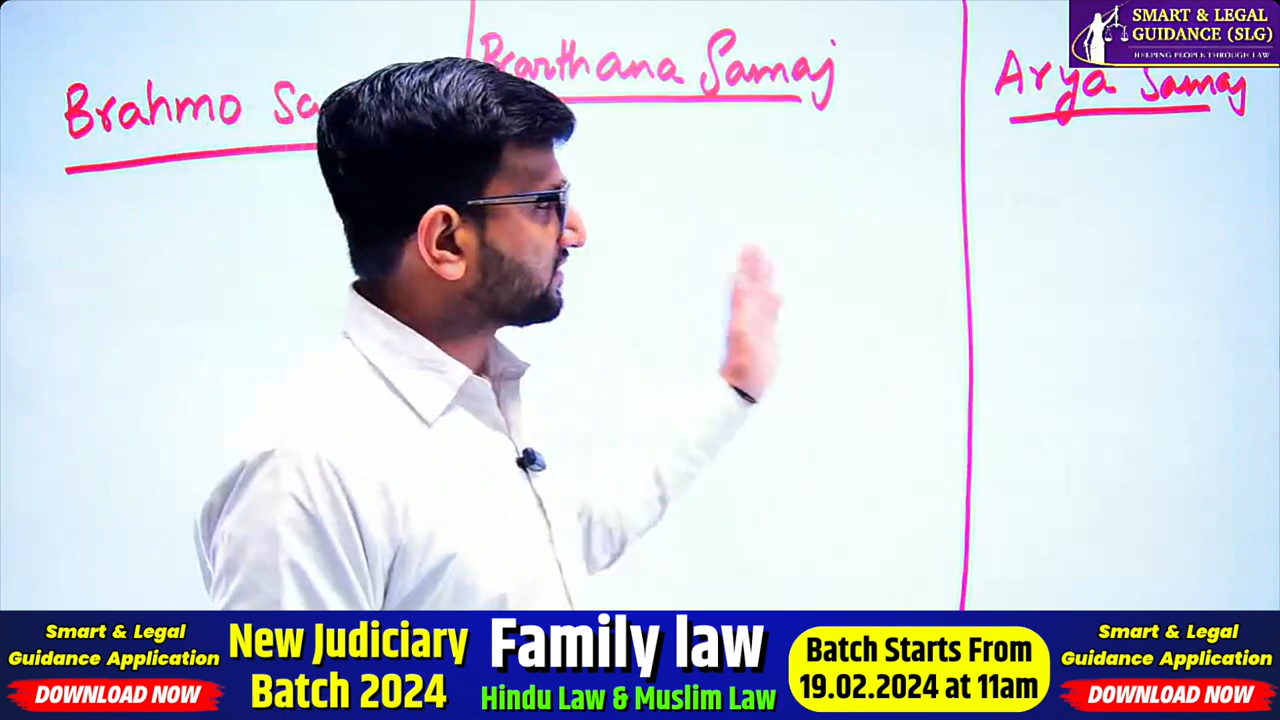 Brahmo Sa
Prarthana Samaj
Arya Samaj
SMART & LEGAL
GUIDANCE (SLG)
HELPING PEOPLE THROUGH LAW
Smart & Legal
Guidance Application
DOWNLOAD NOW
New Judiciary
Batch 2024
Family law
Hindu Law & Muslim Law
Batch Starts From
19.02.2024 at 11am
Smart & Legal
Guidance Application
DOWNLOAD NOW